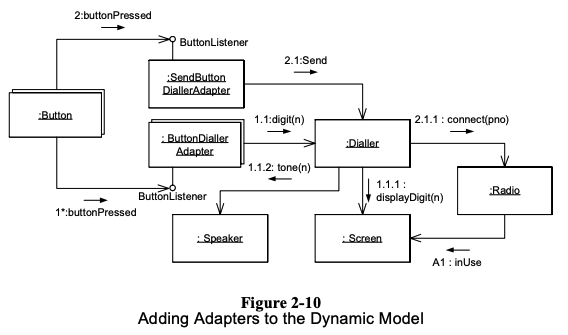 2:buttonPressed
ButtonListener
2.1:Send
:SendButton
DiallerAdapter
:Button
1.1:digit(n)
2.1.1 : connect(pno)
: ButtonDialler
Adapter
:Dialler
1.1.2: tone(n)
1.1.1 :
displayDigit(n)
:Radio
ButtonListener
1*:buttonPressed
: Speaker
: Screen
A1 : inUse
Figure 2-10
Adding Adapters to the Dynamic Model